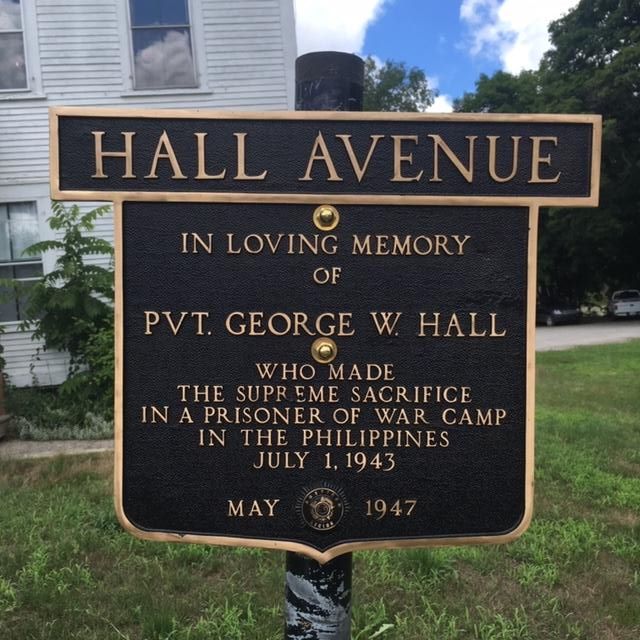 HALL AVENUE
IN LOVING MEMORY
OF
PVT. GEORGE W. HALL
WHO MADE
THE SUPREME SACRIFICE
IN A PRISONER OF WAR CAMP
IN THE PHILIPPINES
JULY 1, 1943
MAY 1947